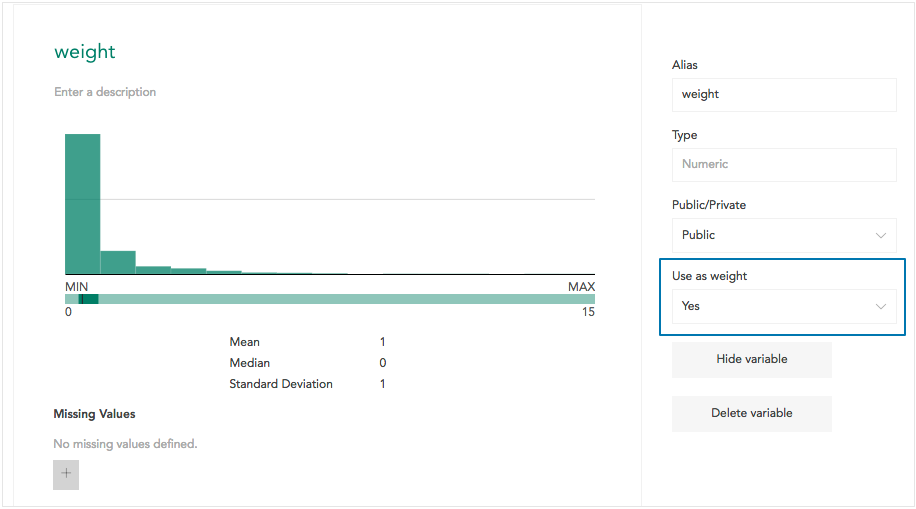 weight
Enter a description
MIN MAX
0 15
Mean 1
Median 0
Standard Deviation 1
Missing Values
No missing values defined.
+
Alias
weight
Type
Numeric
Public/Private
Public
Use as weight
Yes
Hide variable
Delete variable